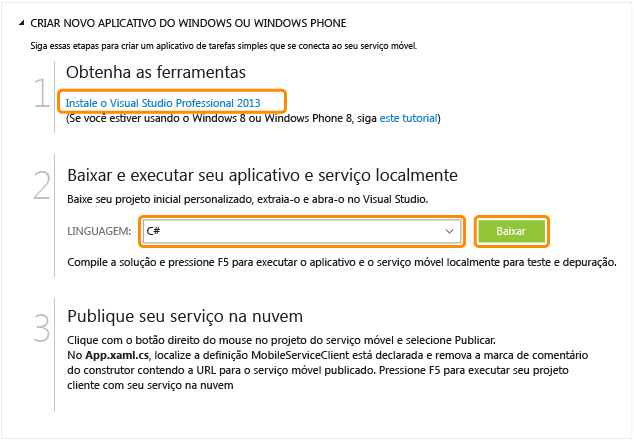 CRIAR NOVO APLICATIVO DO WINDOWS OU WINDOWS PHONE
Siga essas etapas para criar um aplicativo de tarefas simples que se conecta ao seu serviço móvel.
1
Obtenha as ferramentas
Instale o Visual Studio Professional 2013
(Se você estiver usando o Windows 8 ou Windows Phone 8, siga este tutorial)
2
Baixar e executar seu aplicativo e serviço localmente
Baixe seu projeto inicial personalizado, extraia-o e abra-o no Visual Studio.
LINGUAGEM: C# Baixar
Compile a solução e pressione F5 para executar o aplicativo e o serviço móvel localmente para teste e depuração.
3
Publique seu serviço na nuvem
Clique com o botão direito do mouse no projeto do serviço móvel e selecione Publicar.
No App.xaml.cs, localize a definição MobileServiceClient está declarada e remova a marca de comentário
do construtor contendo a URL para o serviço móvel publicado. Pressione F5 para executar seu projeto
cliente com seu serviço na nuvem